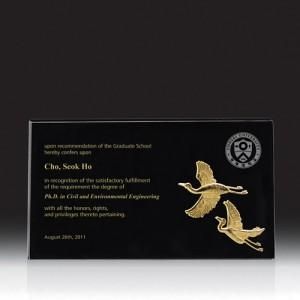 upon recommendation of the Graduate School
hereby confers upon
Cho, Seok Ho
in recognition of the satisfactory fulfillment
of the requirement the degree of
Ph.D. in Civil and Environmental Engineering
with all the honors, rights,
and privileges thereto pertaining.
August 26th, 2011